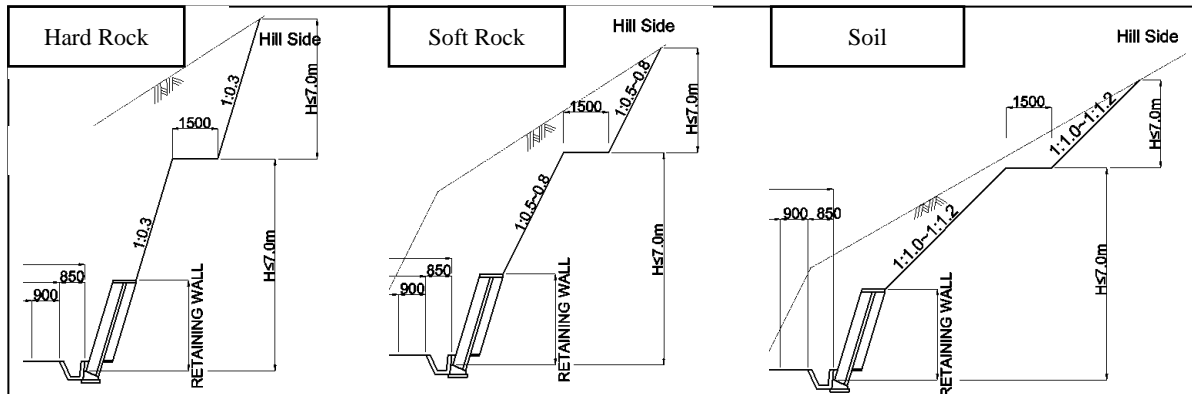 Hard Rock
Hill Side
1:0.3
H≤7.0m
1500
1:0.3
H≤7.0m
850
900
RETAINING WALL
Soft Rock
Hill Side
1:0.5~0.8
H≤7.0m
1500
1:0.5~0.8
H≤7.0m
850
900
RETAINING WALL
Soil
Hill Side
1500
1:1.0~1:1.2
H≤7.0m
900 850
1:1.0~1:1.2
H≤7.0m
RETAINING WALL